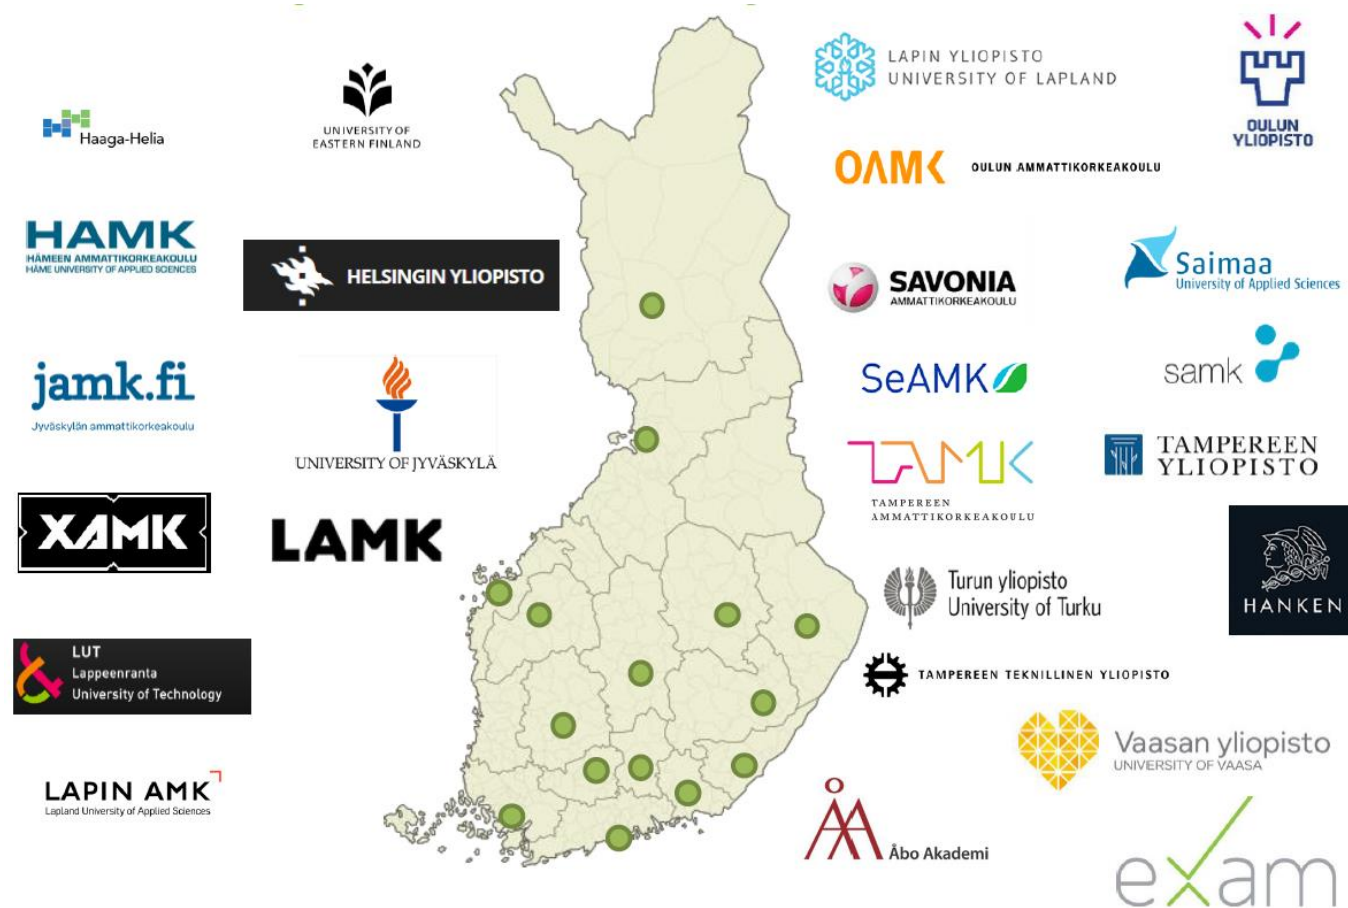 Haaga-Helia
UNIVERSITY OF
EASTERN FINLAND
HAMK
HÄMEEN AMMATTIKORKEAKOULU
HÄME UNIVERSITY OF APPLIED SCIENCES
HELSINGIN YLIOPISTO
jamk.fi
Jyväskylän ammattikorkeakoulu
UNIVERSITY OF JYVÄSKYLÄ
XAMK
LAMK
LUT
Lappeenranta
University of Technology
LAPIN AMK
Lapland University of Applied Sciences
LAPIN YLIOPISTO
UNIVERSITY OF LAPLAND
OULUN
YLIOPISTO
OAMK
OULUN AMMATTIKORKEAKOULU
SAVONIA
AMMATTIKORKEAKOULU
Saimaa
University of Applied Sciences
SeAMK
samk
TAMK
TAMPEREEN
AMMATTIKORKEAKOULU
TAMPEREEN
YLIOPISTO
HANKEN
Turun yliopisto
University of Turku
TAMPEREEN TEKNILLINEN YLIOPISTO
Vaasan yliopisto
UNIVERSITY OF VAASA
ÅA
Åbo Akademi
exam